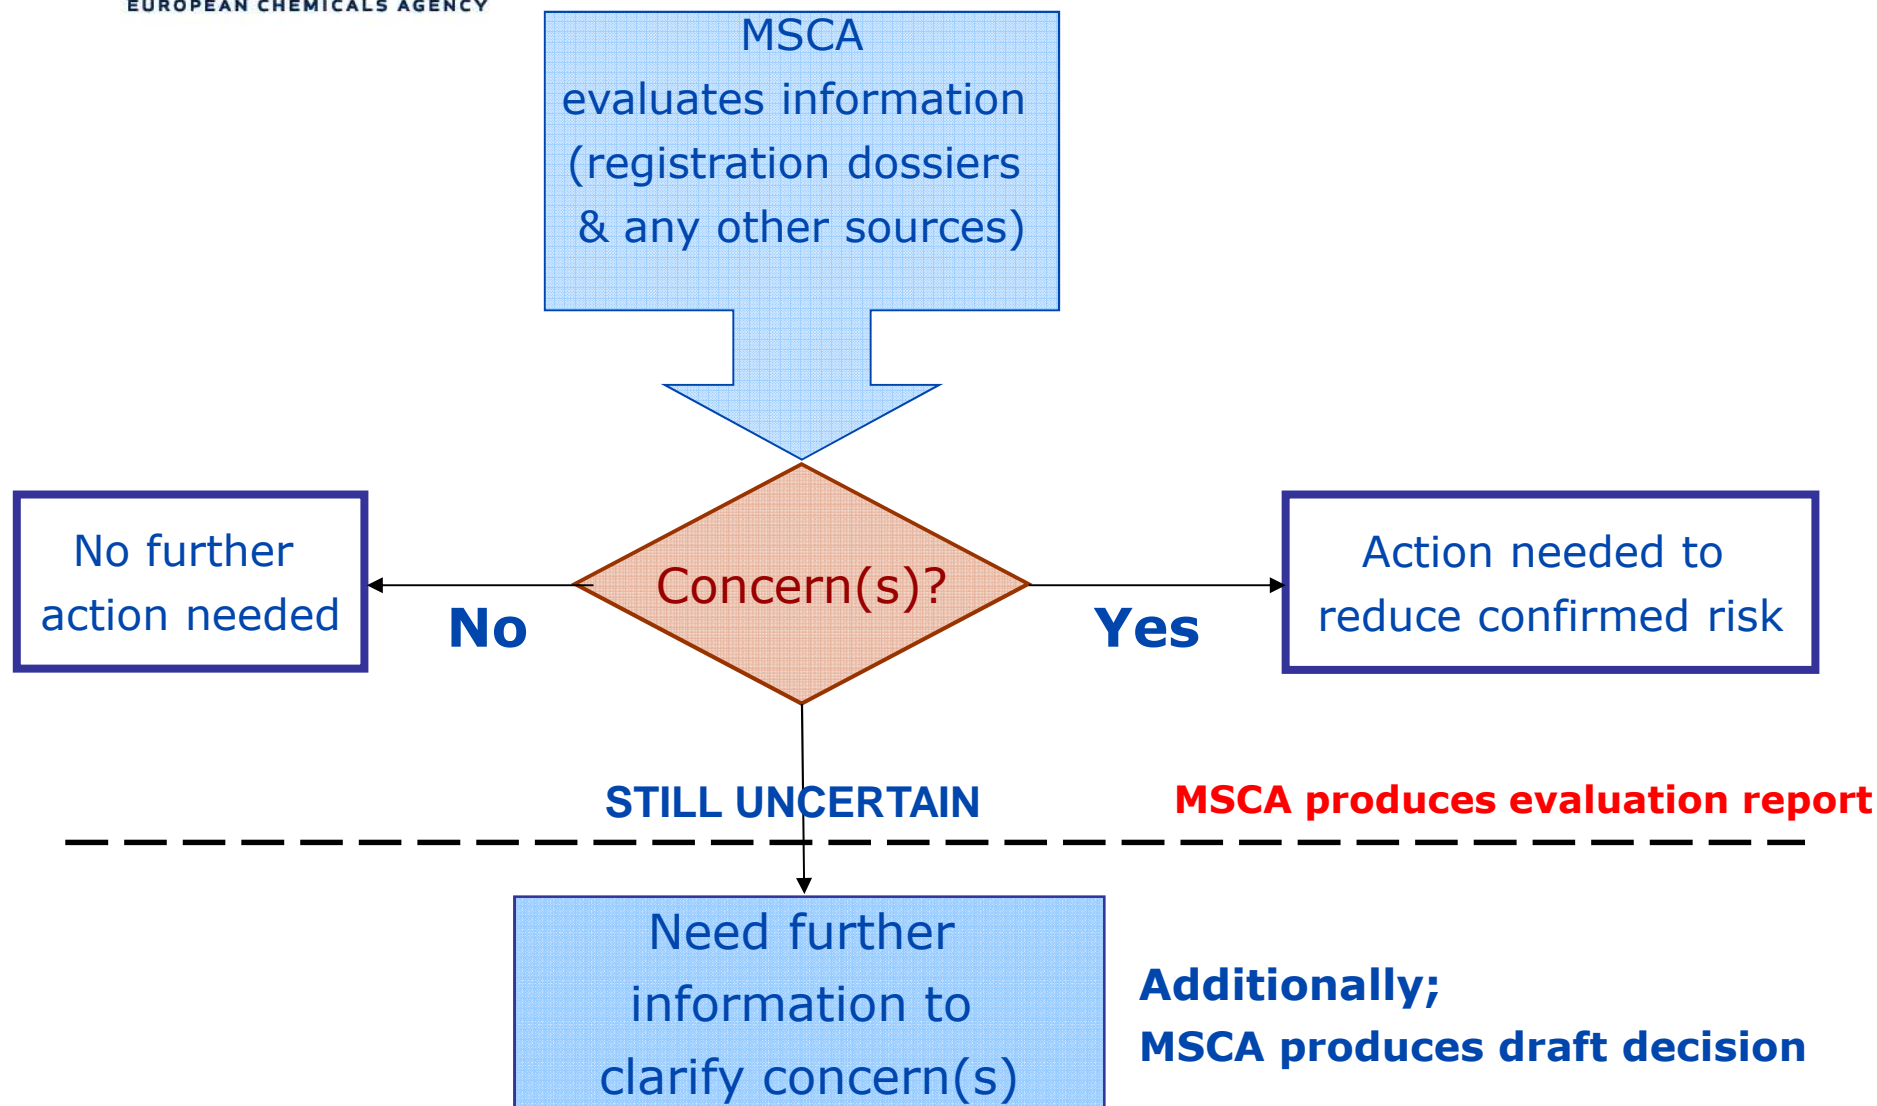 EUROPEAN CHEMICALS AGENCY
MSCA
evaluates information
(registration dossiers
& any other sources)
No further
action needed
No
Concern(s)?
Yes
Action needed to
reduce confirmed risk
STILL UNCERTAIN
MSCA produces evaluation report
Need further
information to
clarify concern(s)
Additionally;
MSCA produces draft decision